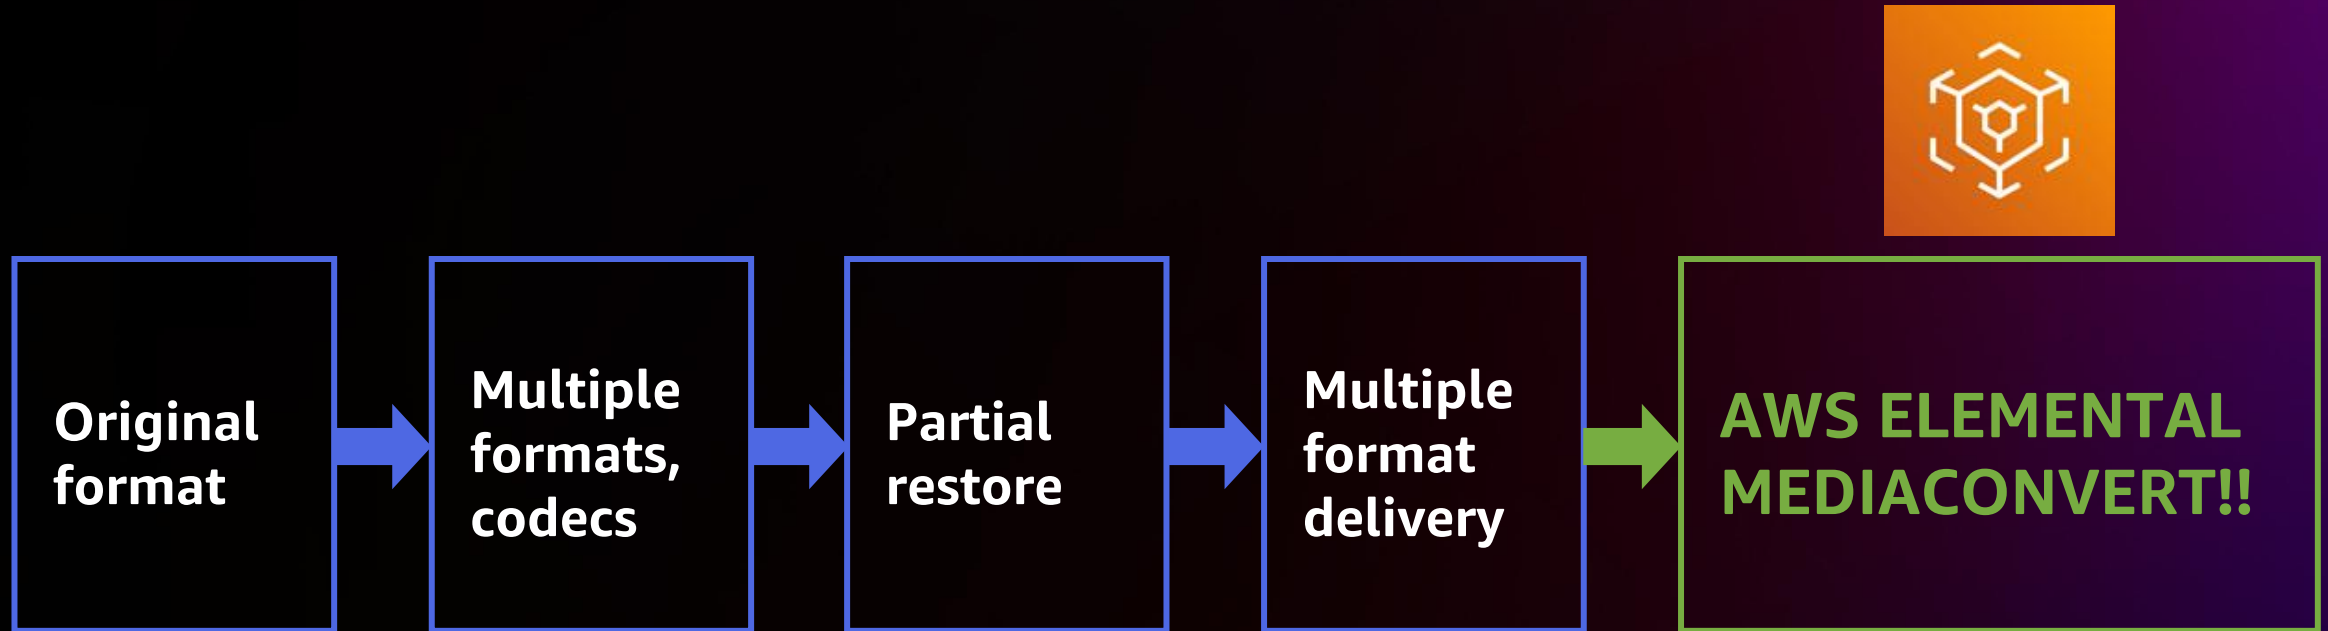 Original
format
Multiple
formats,
codecs
Partial
restore
Multiple
format
delivery
AWS ELEMENTAL
MEDIACONVERT!!